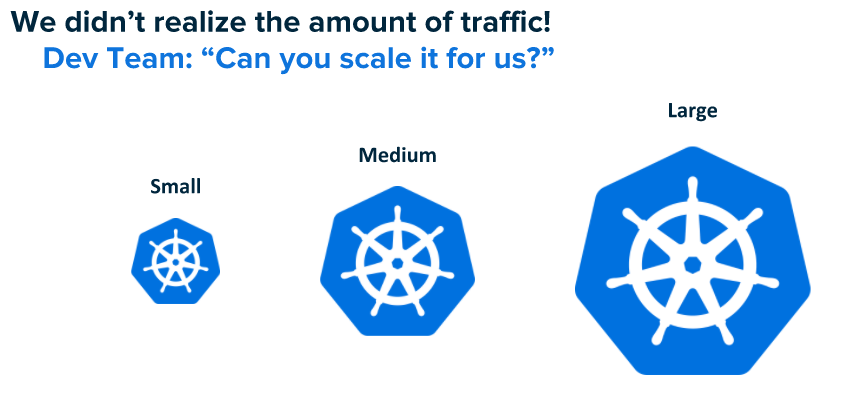 We didn’t realize the amount of traffic!
Dev Team: “Can you scale it for us?”
Small
Medium
Large